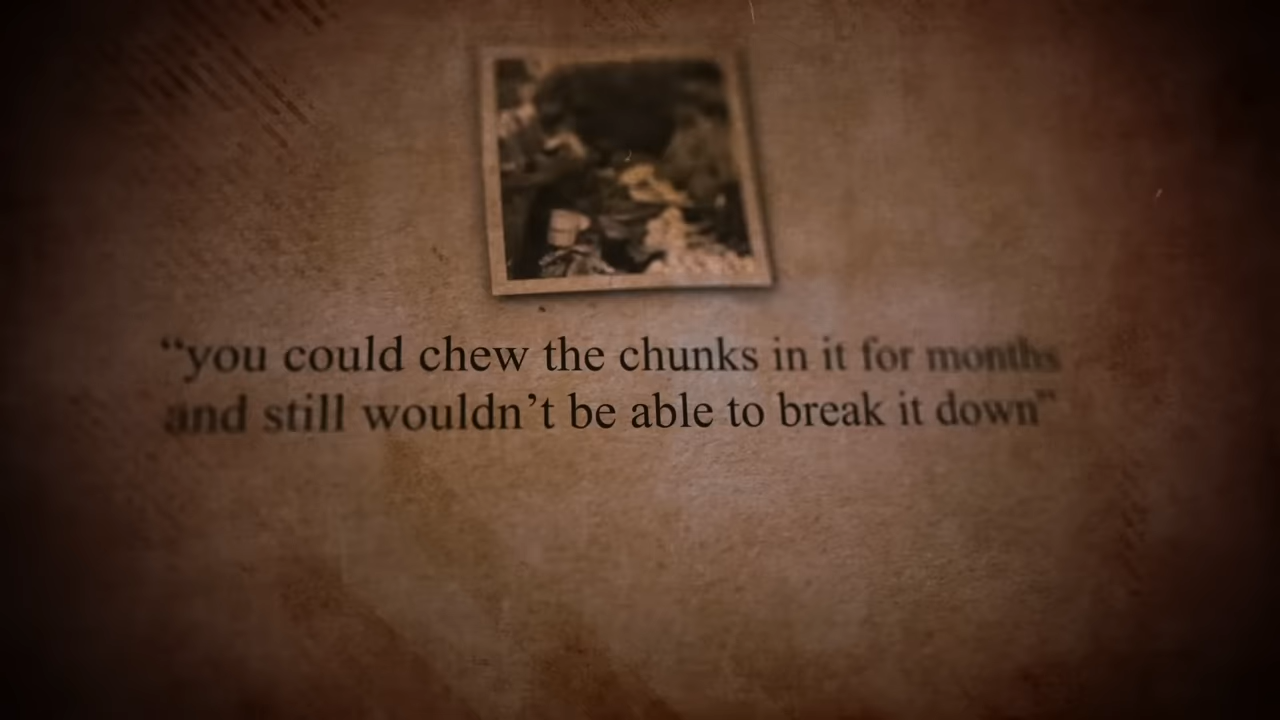 “you could chew the chunks in it for months
and still wouldn’t be able to break it down”